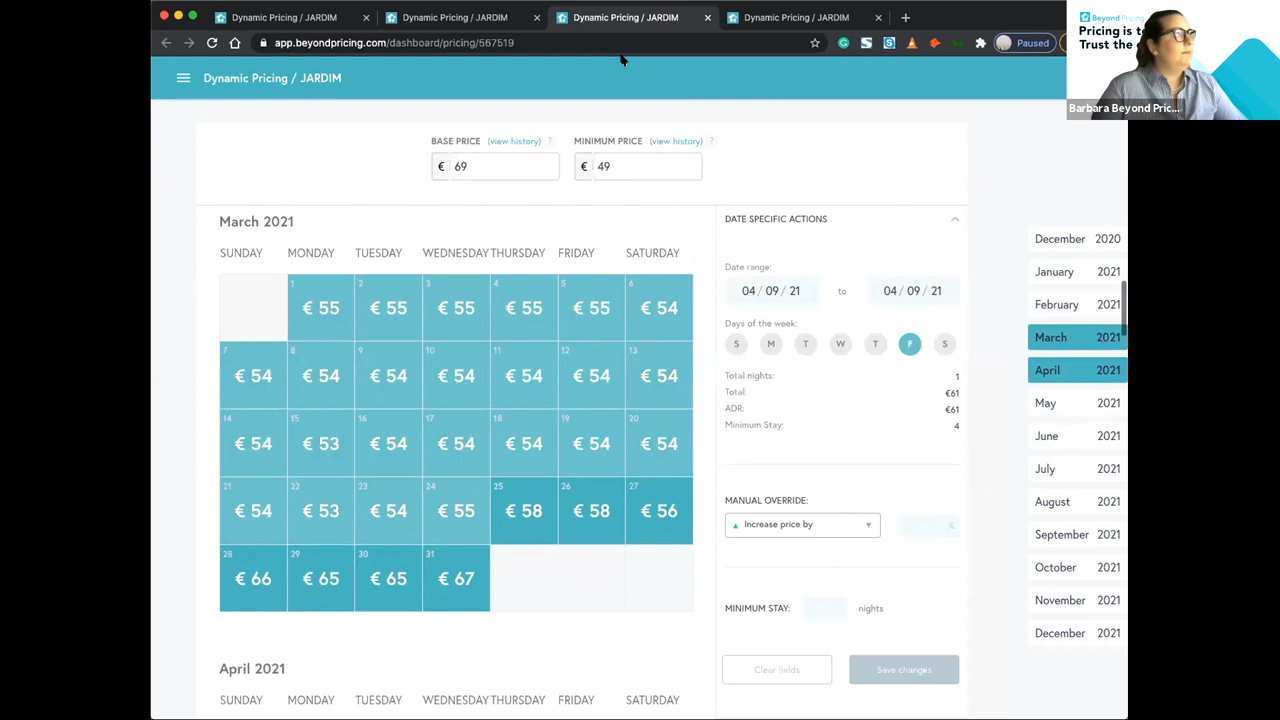 Dynamic Pricing / JARDIM
Dynamic Pricing / JARDIM
Dynamic Pricing / JARDIM
Dynamic Pricing / JARDIM
app.beyondpricing.com/dashboard/pricing/567519
Paused
Beyond Pricing
Pricing is t
Trust the
Barbara Beyond Pric...
Dynamic Pricing / JARDIM
BASE PRICE (view history) ?
MINIMUM PRICE (view history) ?
€ 69
€ 49
March 2021
SUNDAY MONDAY TUESDAY WEDNESDAY THURSDAY FRIDAY SATURDAY
1 2 3 4 5 6
€ 55 € 55 € 55 € 55 € 55 € 54
7 8 9 10 11 12 13
€ 54 € 54 € 54 € 54 € 54 € 54 € 54
14 15 16 17 18 19 20
€ 54 € 53 € 54 € 54 € 54 € 54 € 54
21 22 23 24 25 26 27
€ 54 € 53 € 54 € 55 € 58 € 58 € 56
28 29 30 31
€ 66 € 65 € 65 € 67
April 2021
SUNDAY MONDAY TUESDAY WEDNESDAY THURSDAY FRIDAY SATURDAY
DATE SPECIFIC ACTIONS
Date range:
04 / 09 / 21 to 04 / 09 / 21
Days of the week:
S M T W T F S
Total nights: 1
Total: €61
ADR: €61
Minimum Stay: 4
MANUAL OVERRIDE:
Increase price by %
MINIMUM STAY: nights
Clear fields Save changes
December 2020
January 2021
February 2021
March 2021
April 2021
May 2021
June 2021
July 2021
August 2021
September 2021
October 2021
November 2021
December 2021